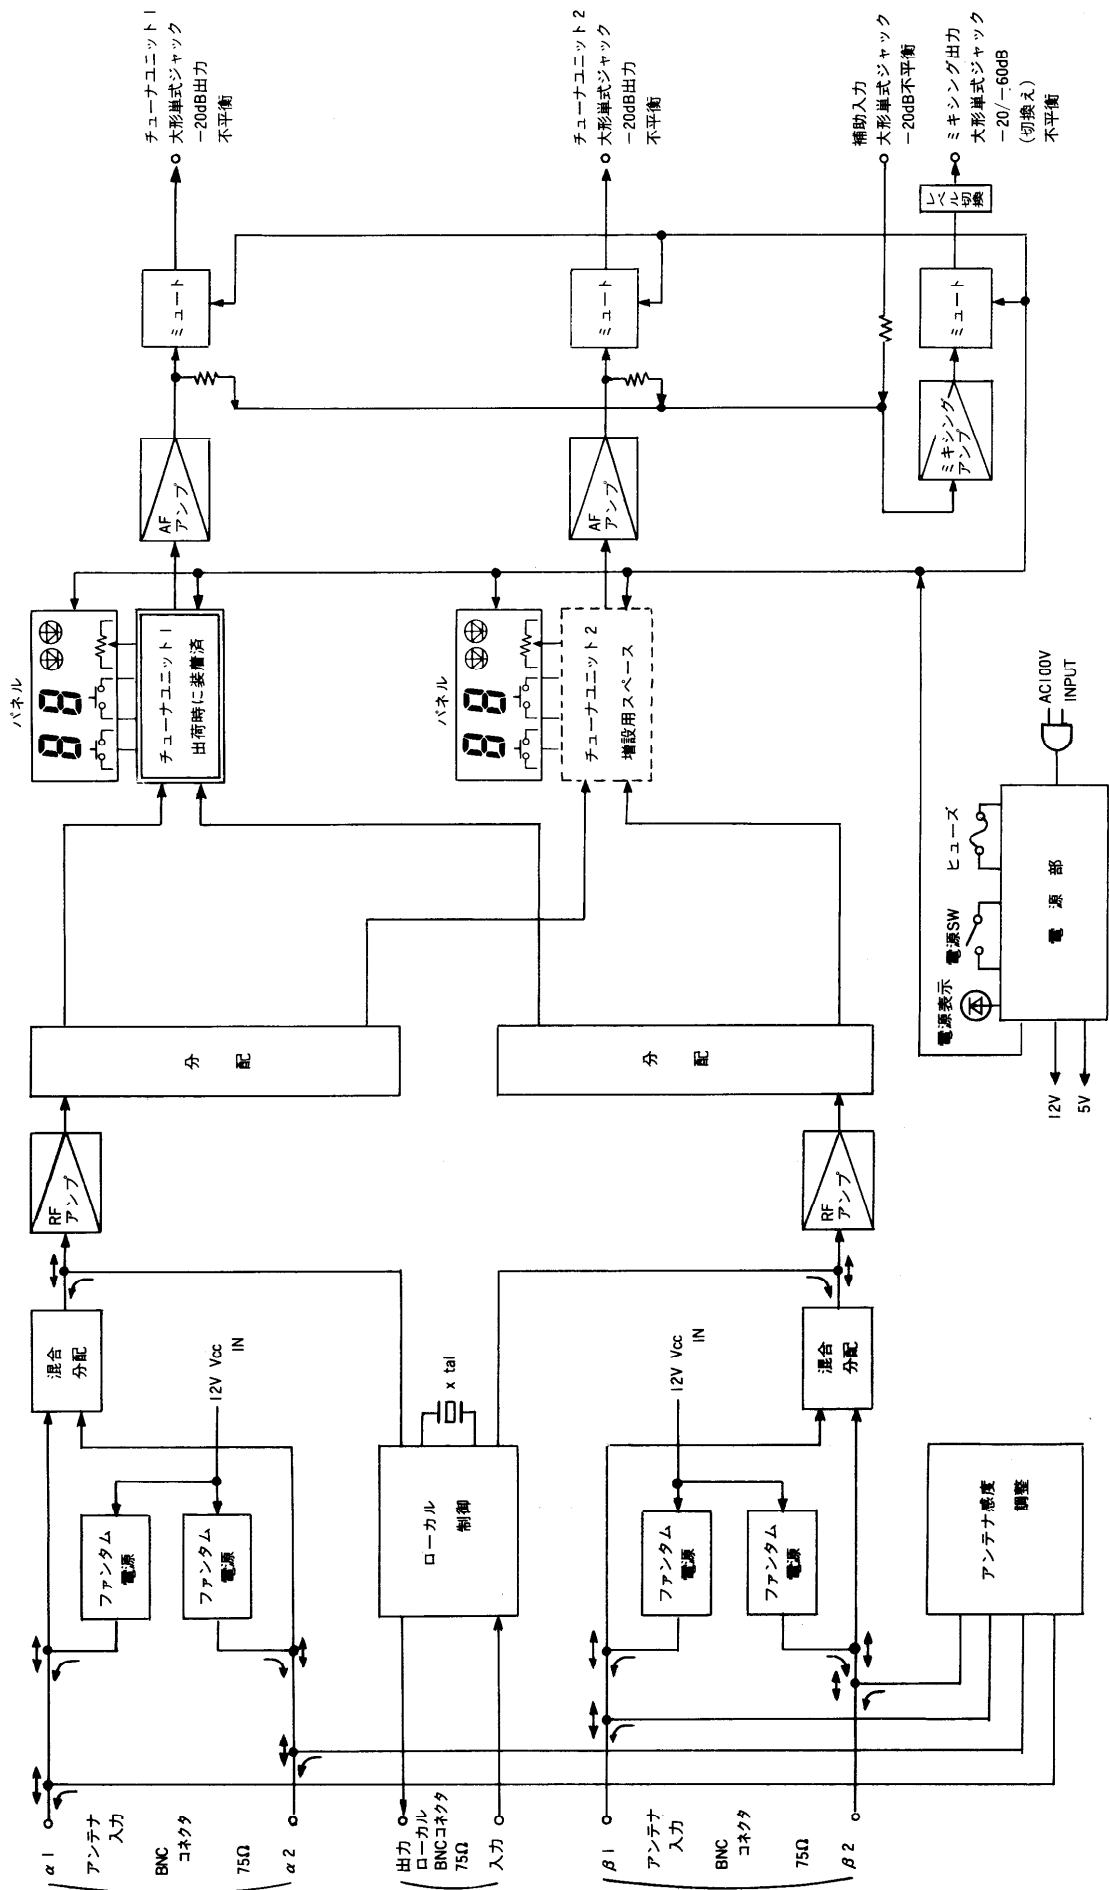 α1
アンテナ
入力
BNC
コネクタ
75Ω
α2
出力
ローカル
BNCコネクタ
75Ω
入力
β1
アンテナ
入力
BNC
コネクタ
75Ω
β2
ファンタム
電源
ファンタム
電源
12V Vcc
IN
混合
分配
ローカル
制御
x tal
ファンタム
電源
ファンタム
電源
12V Vcc
IN
混合
分配
アンテナ感度
調整
RF
アンプ
RF
アンプ
分配
分配
12V
5V
電源表示
電源SW
ヒューズ
電源部
AC100V
INPUT
パネル
88
チューナユニット1
出荷時に装着済
パネル
88
チューナユニット2
増設用スペース
AF
アンプ
AF
アンプ
ミキシング
アンプ
ミュート
ミュート
ミュート
レベル
切換
チューナユニット1
大形単式ジャック
−20dB出力
不平衡
チューナユニット2
大形単式ジャック
−20dB出力
不平衡
補助入力
大形単式ジャック
−20dB不平衡
ミキシング出力
大形単式ジャック
−20/−60dB
(切換え)
不平衡